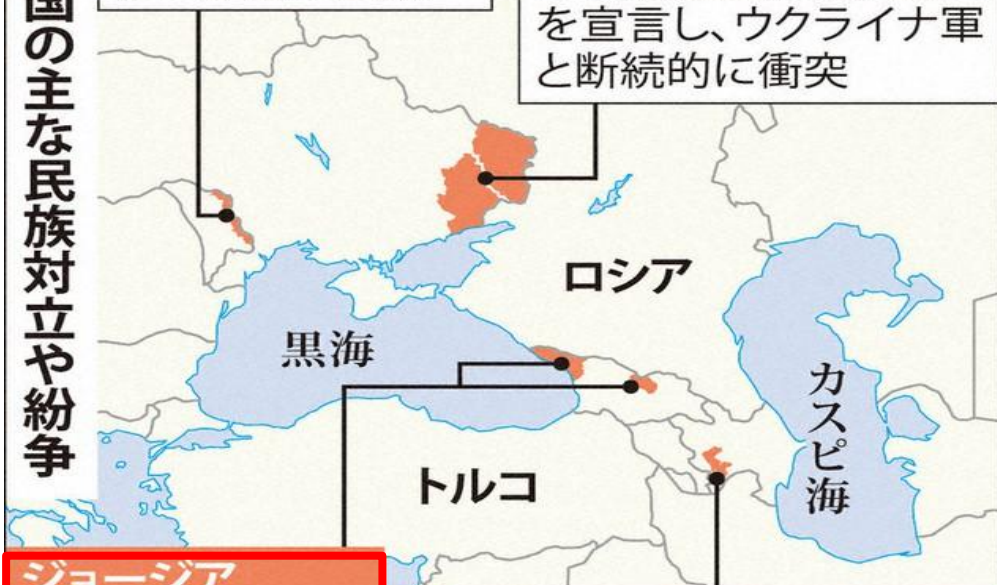 国の主な民族対立や紛争
を宣言し、ウクライナ軍
と断続的に衝突
ロシア
黒海
カスピ海
トルコ
ジョージア